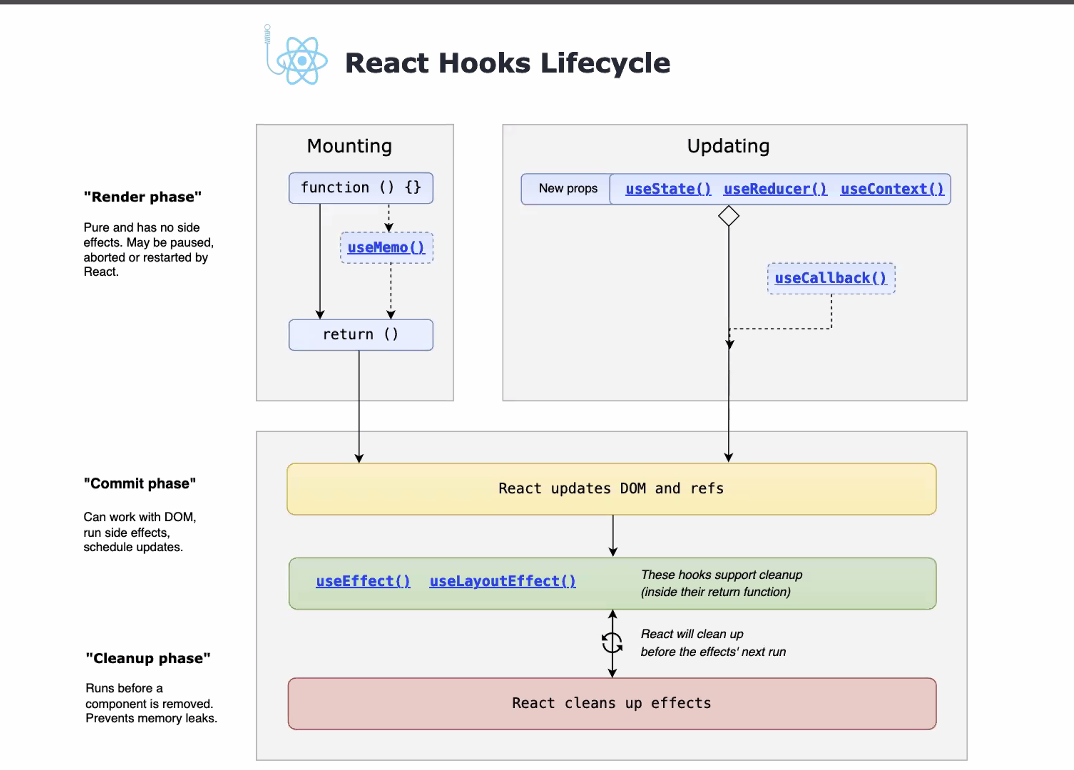 React Hooks Lifecycle
Mounting
Updating
function () {}
New props
useState() useReducer() useContext()
"Render phase"
Pure and has no side
effects. May be paused,
aborted or restarted by
React.
useMemo()
useCallback()
return ()
"Commit phase"
Can work with DOM,
run side effects,
schedule updates.
React updates DOM and refs
useEffect() useLayoutEffect()
These hooks support cleanup
(inside their return function)
React will clean up
before the effects' next run
"Cleanup phase"
Runs before a
component is removed.
Prevents memory leaks.
React cleans up effects